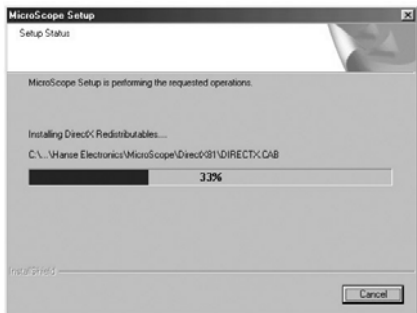 MicroScope Setup
Setup Status
MicroScope Setup is performing the requested operations.
Installing DirectX Redistributables....
C:\...\Hanse Electronics\MicroScope\DirectX81\DIRECTX.CAB
33%
InstallShield
Cancel